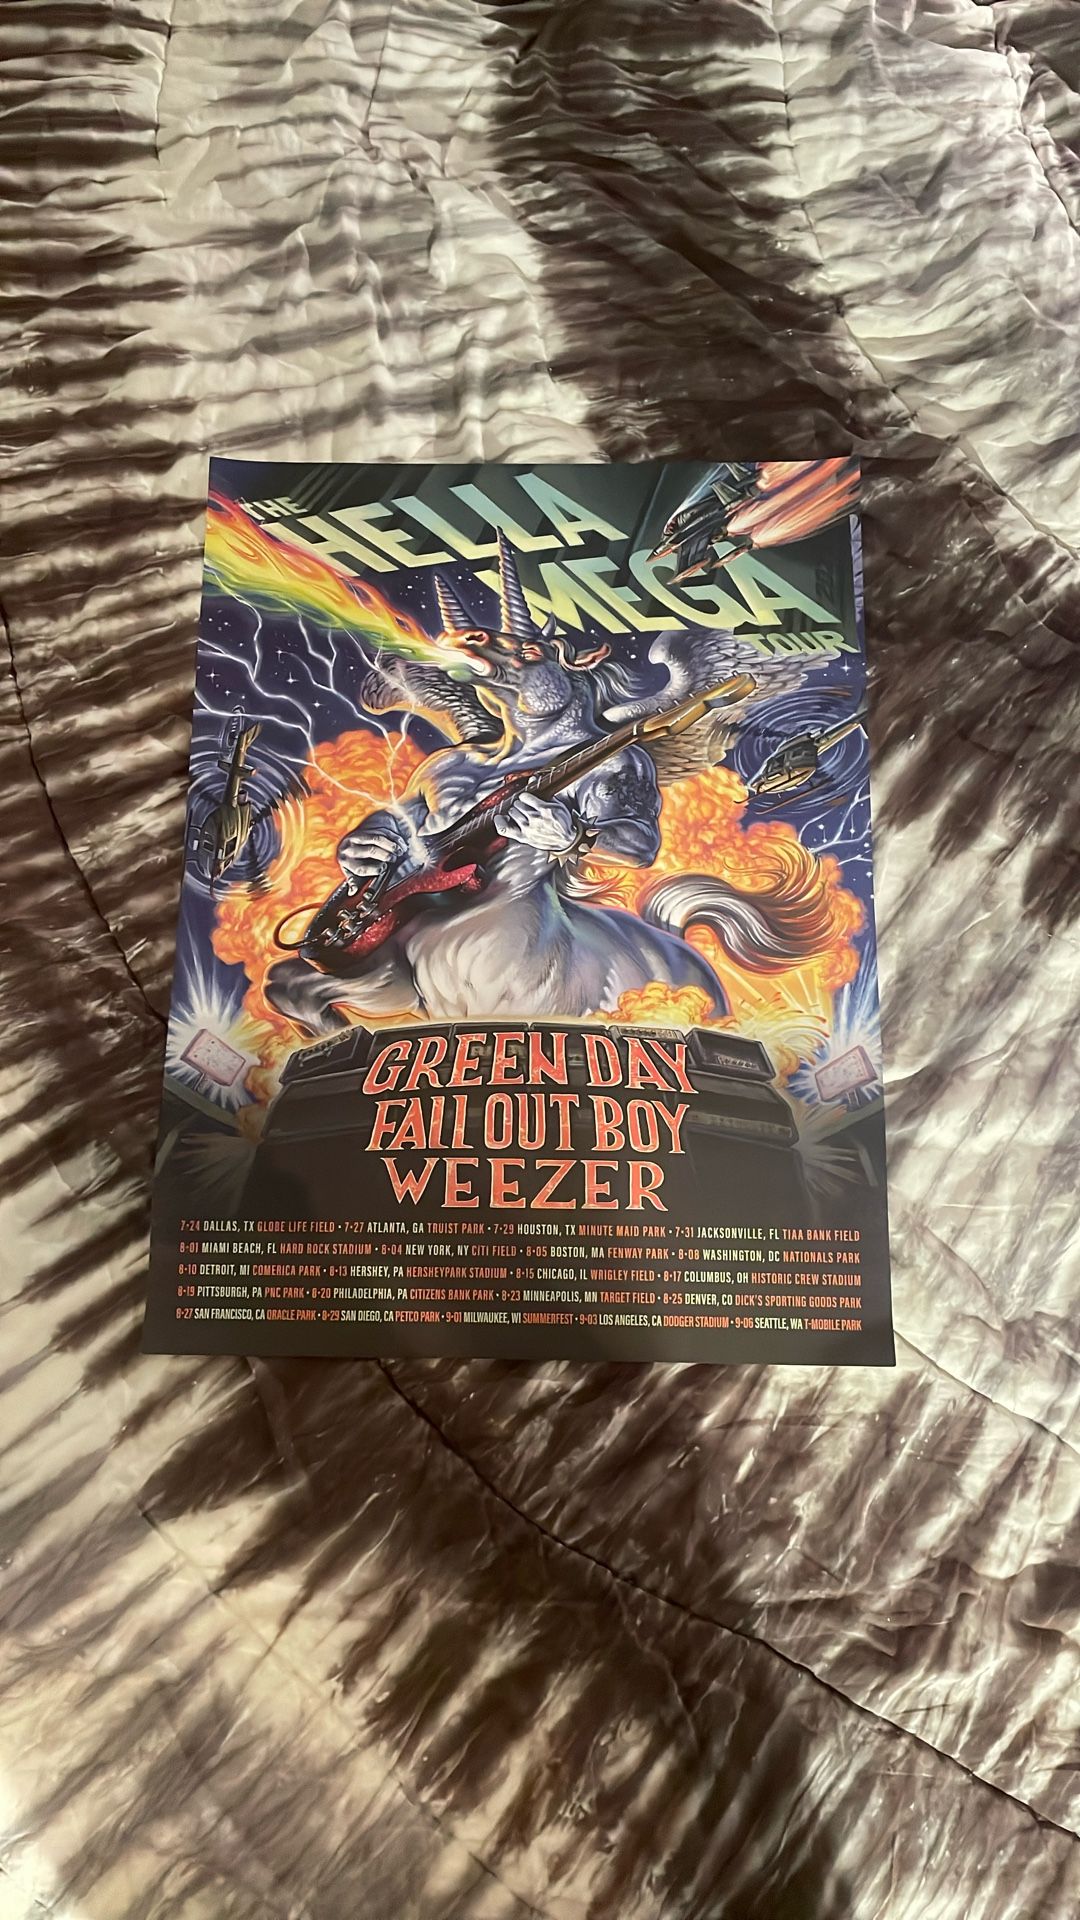 THE
HELLA
MEGA
TOUR
GREEN DAY
FALL OUT BOY
WEEZER
7-24 DALLAS, TX GLOBE LIFE FIELD • 7-27 ATLANTA, GA TRUIST PARK • 7-29 HOUSTON, TX MINUTE MAID PARK • 7-31 JACKSONVILLE, FL TIAA BANK FIELD
8-01 MIAMI BEACH, FL HARD ROCK STADIUM • 8-04 NEW YORK, NY CITI FIELD • 8-05 BOSTON, MA FENWAY PARK • 8-08 WASHINGTON, DC NATIONALS PARK
8-10 DETROIT, MI COMERICA PARK • 8-13 HERSHEY, PA HERSHEYPARK STADIUM • 8-15 CHICAGO, IL WRIGLEY FIELD • 8-17 COLUMBUS, OH HISTORIC CREW STADIUM
8-19 PITTSBURGH, PA PNC PARK • 8-20 PHILADELPHIA, PA CITIZENS BANK PARK • 8-23 MINNEAPOLIS, MN TARGET FIELD • 8-25 DENVER, CO DICK'S SPORTING GOODS PARK
8-27 SAN FRANCISCO, CA ORACLE PARK • 8-29 SAN DIEGO, CA PETCO PARK • 9-01 MILWAUKEE, WI SUMMERFEST • 9-03 LOS ANGELES, CA DODGER STADIUM • 9-06 SEATTLE, WA T-MOBILE PARK